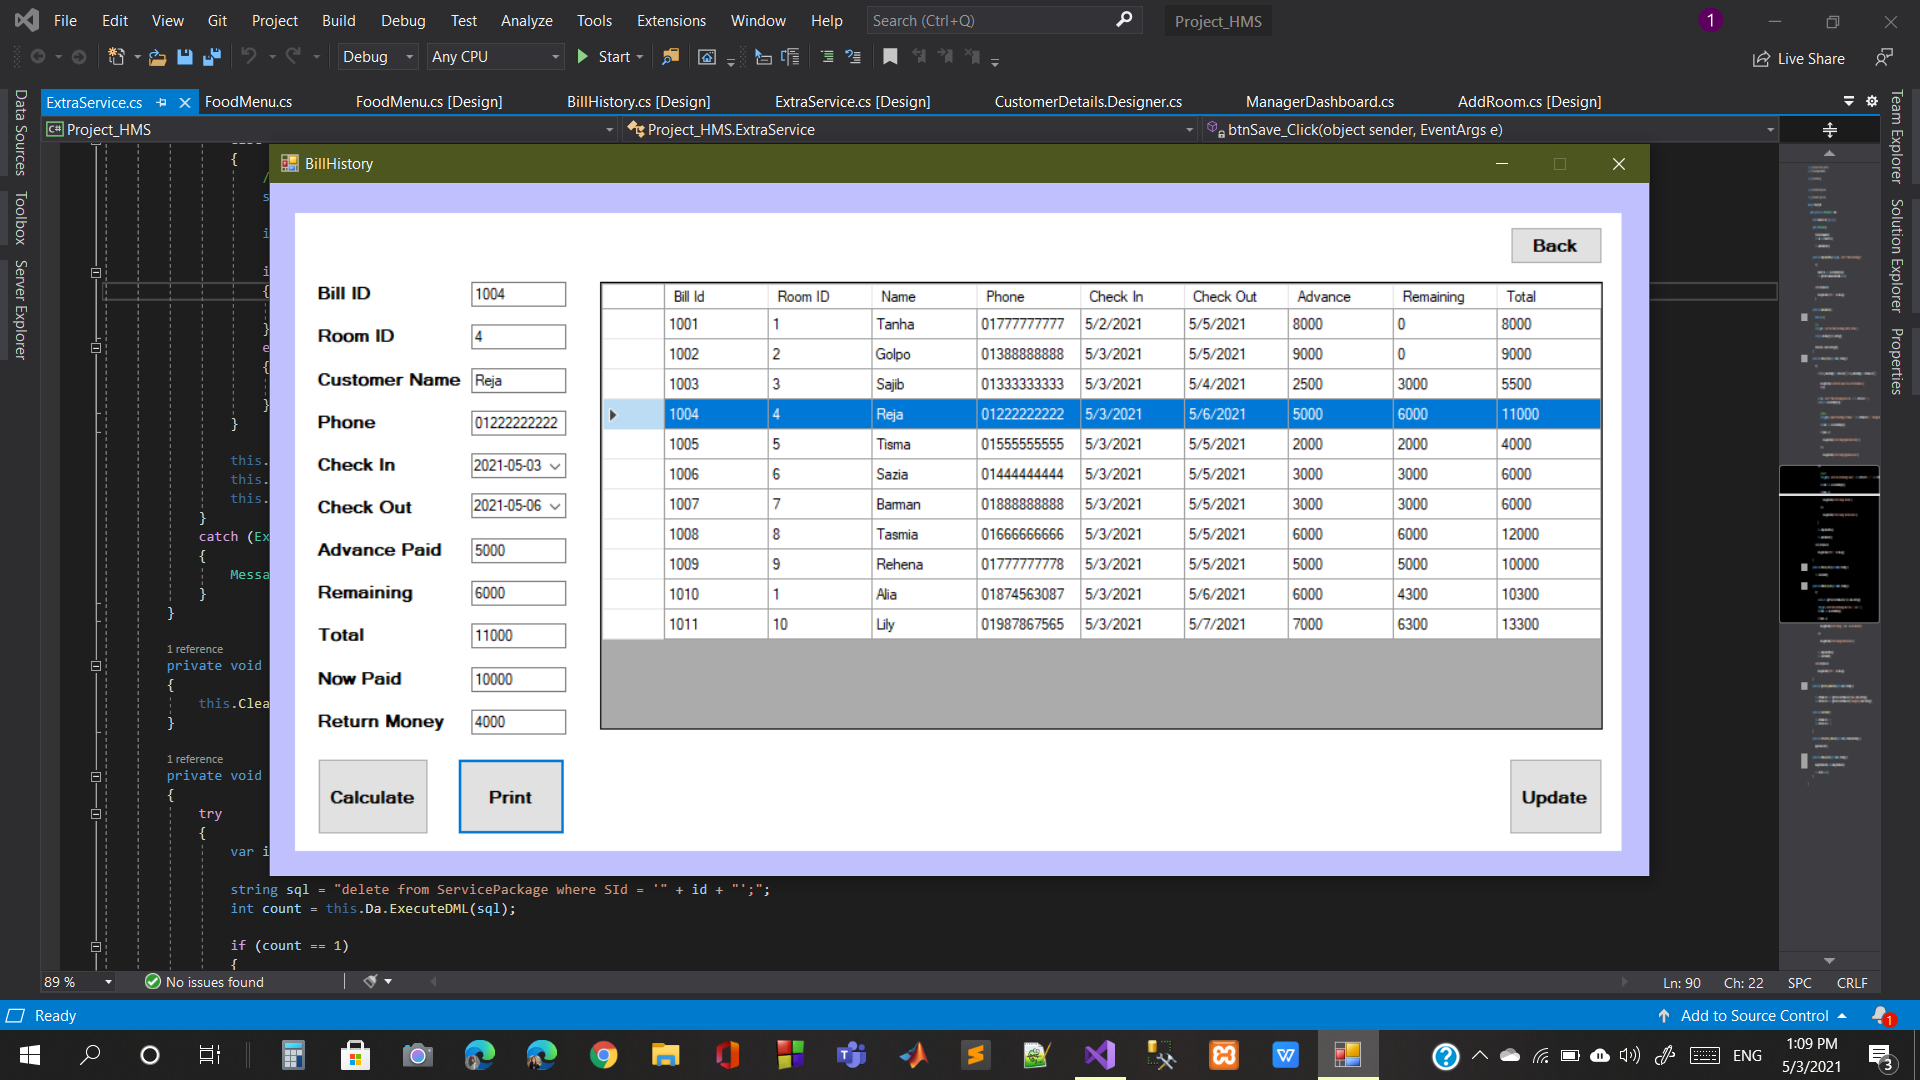 File Edit View Git Project Build Debug Test Analyze Tools Extensions Window Help Search (Ctrl+Q) Project_HMS 1
Debug Any CPU Start Live Share
ExtraService.cs FoodMenu.cs FoodMenu.cs [Design] BillHistory.cs [Design] ExtraService.cs [Design] CustomerDetails.Designer.cs ManagerDashboard.cs AddRoom.cs [Design]
C# Project_HMS Project_HMS.ExtraService btnSave_Click(object sender, EventArgs e)
Data Sources
Toolbox
Server Explorer
Team Explorer
Solution Explorer
Properties
BillHistory
Back
Bill ID 1004
Room ID 4
Customer Name Reja
Phone 01222222222
Check In 2021-05-03
Check Out 2021-05-06
Advance Paid 5000
Remaining 6000
Total 11000
Now Paid 10000
Return Money 4000
Calculate Print Update
Bill Id Room ID Name Phone Check In Check Out Advance Remaining Total
1001 1 Tanha 01777777777 5/2/2021 5/5/2021 8000 0 8000
1002 2 Golpo 01388888888 5/3/2021 5/5/2021 9000 0 9000
1003 3 Sajib 01333333333 5/3/2021 5/4/2021 2500 3000 5500
1004 4 Reja 01222222222 5/3/2021 5/6/2021 5000 6000 11000
1005 5 Tisma 01555555555 5/3/2021 5/5/2021 2000 2000 4000
1006 6 Sazia 01444444444 5/3/2021 5/5/2021 3000 3000 6000
1007 7 Barman 01888888888 5/3/2021 5/5/2021 3000 3000 6000
1008 8 Tasmia 01666666666 5/3/2021 5/5/2021 6000 6000 12000
1009 9 Rehena 01777777778 5/3/2021 5/5/2021 5000 5000 10000
1010 1 Alia 01874563087 5/3/2021 5/6/2021 6000 4300 10300
1011 10 Lily 01987867565 5/3/2021 5/7/2021 7000 6300 13300
{
/
s
i
i
{
}
e
{
}
}
this.
this.
this.
}
catch (Ex
{
Messa
}
}
1 reference
private void
{
this.Clea
}
1 reference
private void
{
try
{
var i
string sql = "delete from ServicePackage where SId = '" + id + "';";
int count = this.Da.ExecuteDML(sql);
if (count == 1)
{
89 % No issues found Ln: 90 Ch: 22 SPC CRLF
Ready Add to Source Control 1
ENG 1:09 PM
5/3/2021 3